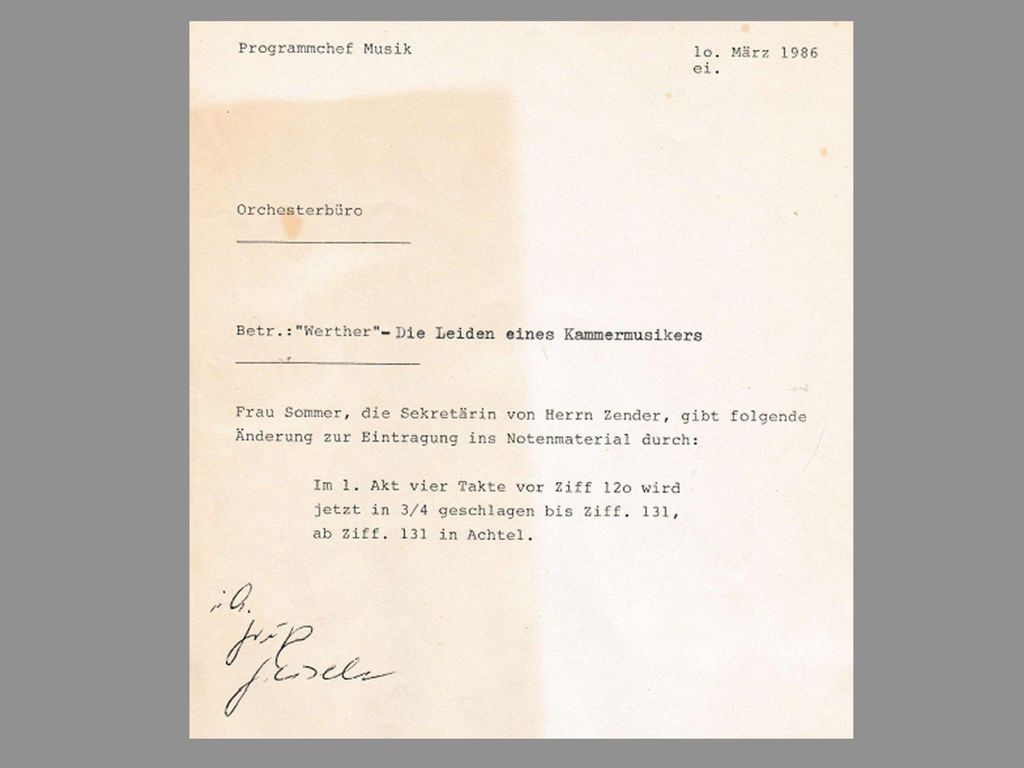 Programmchef Musik
lo. März 1986
ei.
Orchesterbüro
Betr.:"Werther"-Die Leiden eines Kammermusikers
Frau Sommer, die Sekretärin von Herrn Zender, gibt folgende
Änderung zur Eintragung ins Notenmaterial durch:
Im l. Akt vier Takte vor Ziff 12o wird
jetzt in 3/4 geschlagen bis Ziff. 131,
ab Ziff. 131 in Achtel.
i.A.